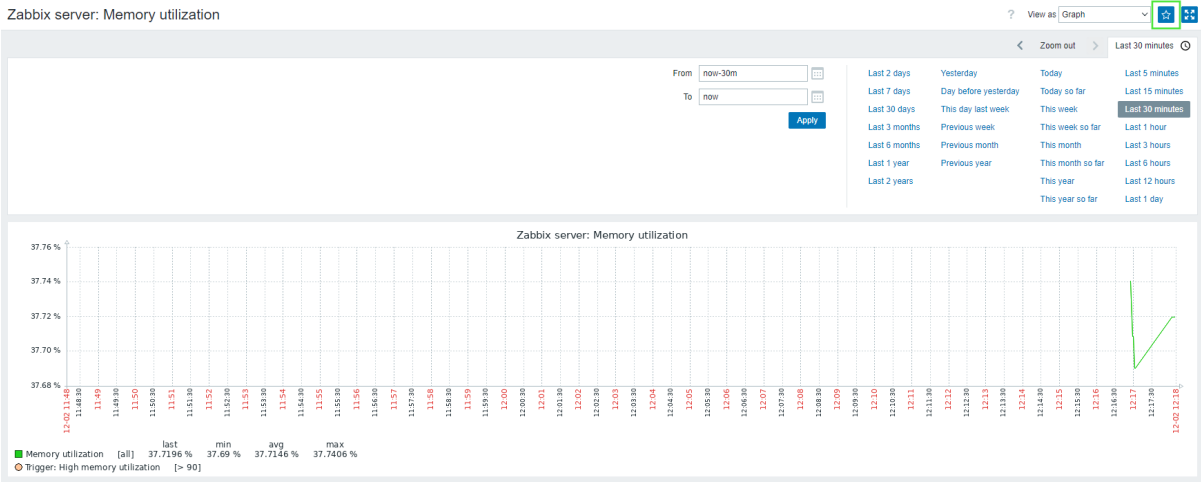 Zabbix server: Memory utilization
? View as Graph
Zoom out Last 30 minutes
From now-30m
To now
Apply
Last 2 days Yesterday Today Last 5 minutes
Last 7 days Day before yesterday Today so far Last 15 minutes
Last 30 days This day last week This week Last 30 minutes
Last 3 months Previous week This week so far Last 1 hour
Last 6 months Previous month This month Last 3 hours
Last 1 year Previous year This month so far Last 6 hours
Last 2 years This year Last 12 hours
This year so far Last 1 day
Zabbix server: Memory utilization
37.76 %
37.74 %
37.72 %
37.70 %
37.68 %
12-02 11:48 11:48:30 11:49 11:49:30 11:50 11:50:30 11:51 11:51:30 11:52 11:52:30 11:53 11:53:30 11:54 11:54:30 11:55 11:55:30 11:56 11:56:30 11:57 11:57:30 11:58 11:58:30 11:59 11:59:30 12:00 12:00:30 12:01 12:01:30 12:02 12:02:30 12:03 12:03:30 12:04 12:04:30 12:05 12:05:30 12:06 12:06:30 12:07 12:07:30 12:08 12:08:30 12:09 12:09:30 12:10 12:10:30 12:11 12:11:30 12:12 12:12:30 12:13 12:13:30 12:14 12:14:30 12:15 12:15:30 12:16 12:16:30 12:17 12:17:30 12-02 12:18
last min avg max
Memory utilization [all] 37.7196 % 37.69 % 37.7146 % 37.7406 %
Trigger: High memory utilization [> 90]